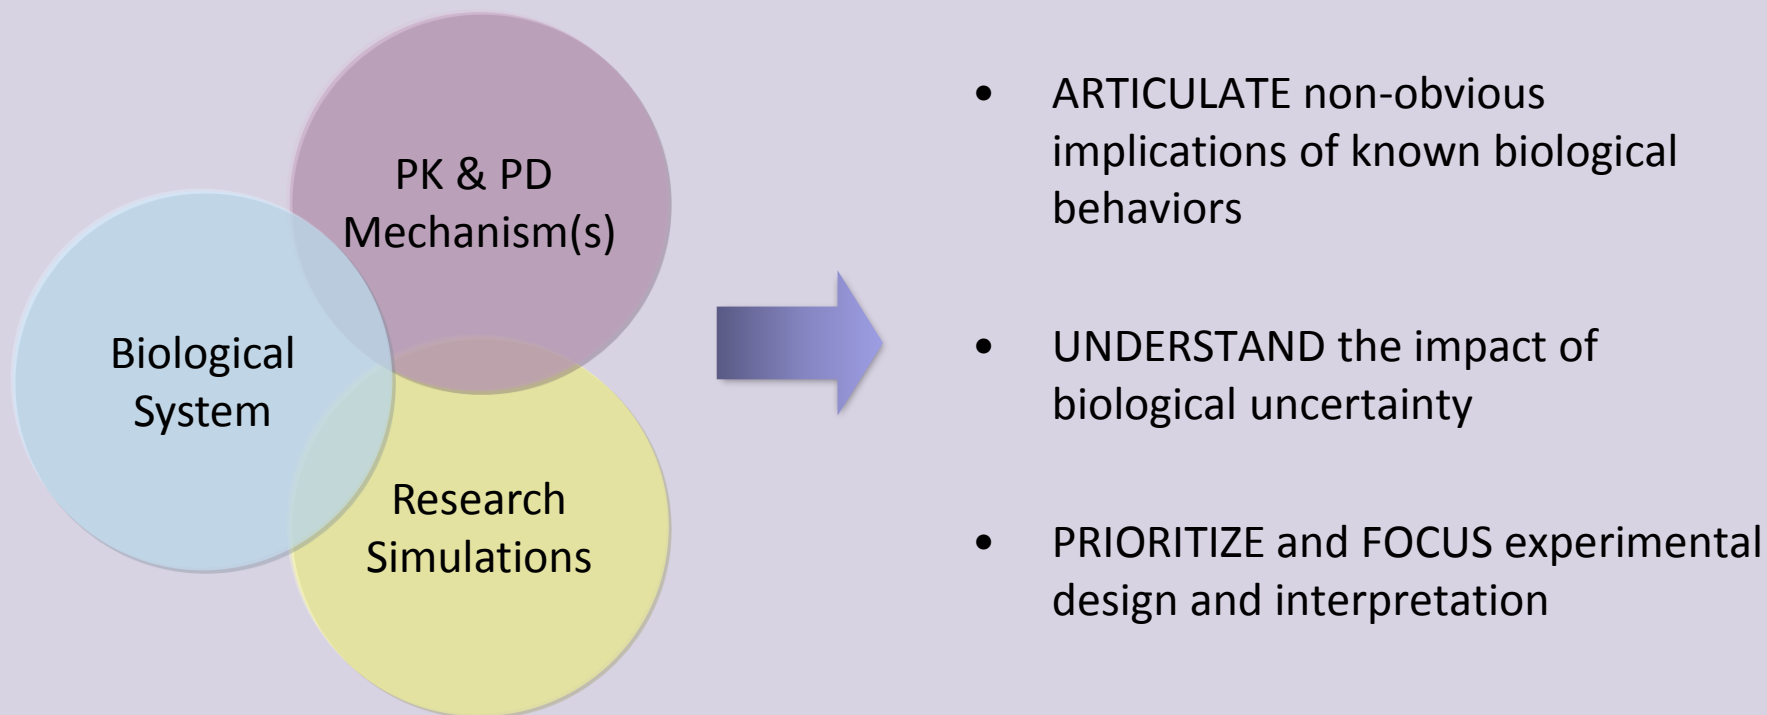 PK & PD
Mechanism(s)
Biological
System
Research
Simulations
• ARTICULATE non-obvious
implications of known biological
behaviors
• UNDERSTAND the impact of
biological uncertainty
• PRIORITIZE and FOCUS experimental
design and interpretation